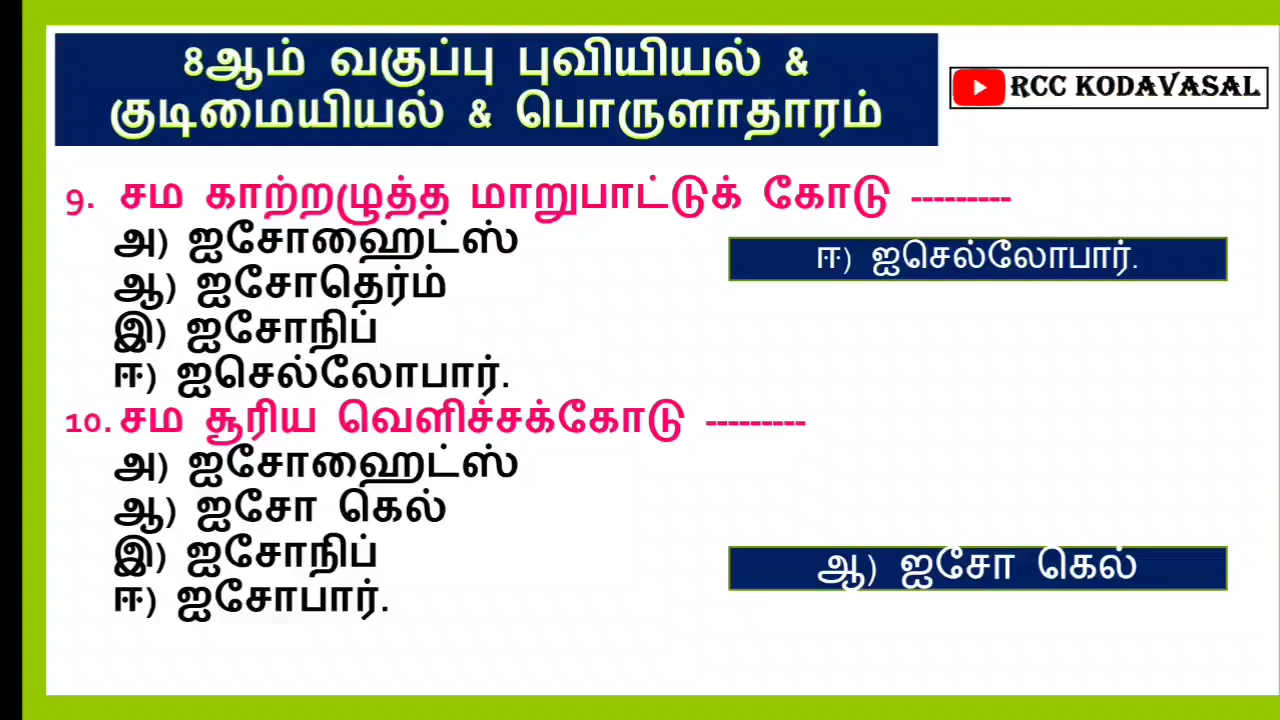 8ஆம் வகுப்பு புவியியல் &
குடிமையியல் & பொருளாதாரம்
RCC KODAVASAL
9. சம காற்றழுத்த மாறுபாட்டுக் கோடு ---------
அ) ஐசோஹைட்ஸ்
ஆ) ஐசோதெர்ம்
இ) ஐசோநிப்
ஈ) ஐசெல்லோபார்.
ஈ) ஐசெல்லோபார்.
10. சம சூரிய வெளிச்சக்கோடு ---------
அ) ஐசோஹைட்ஸ்
ஆ) ஐசோ கெல்
இ) ஐசோநிப்
ஈ) ஐசோபார்.
ஆ) ஐசோ கெல்